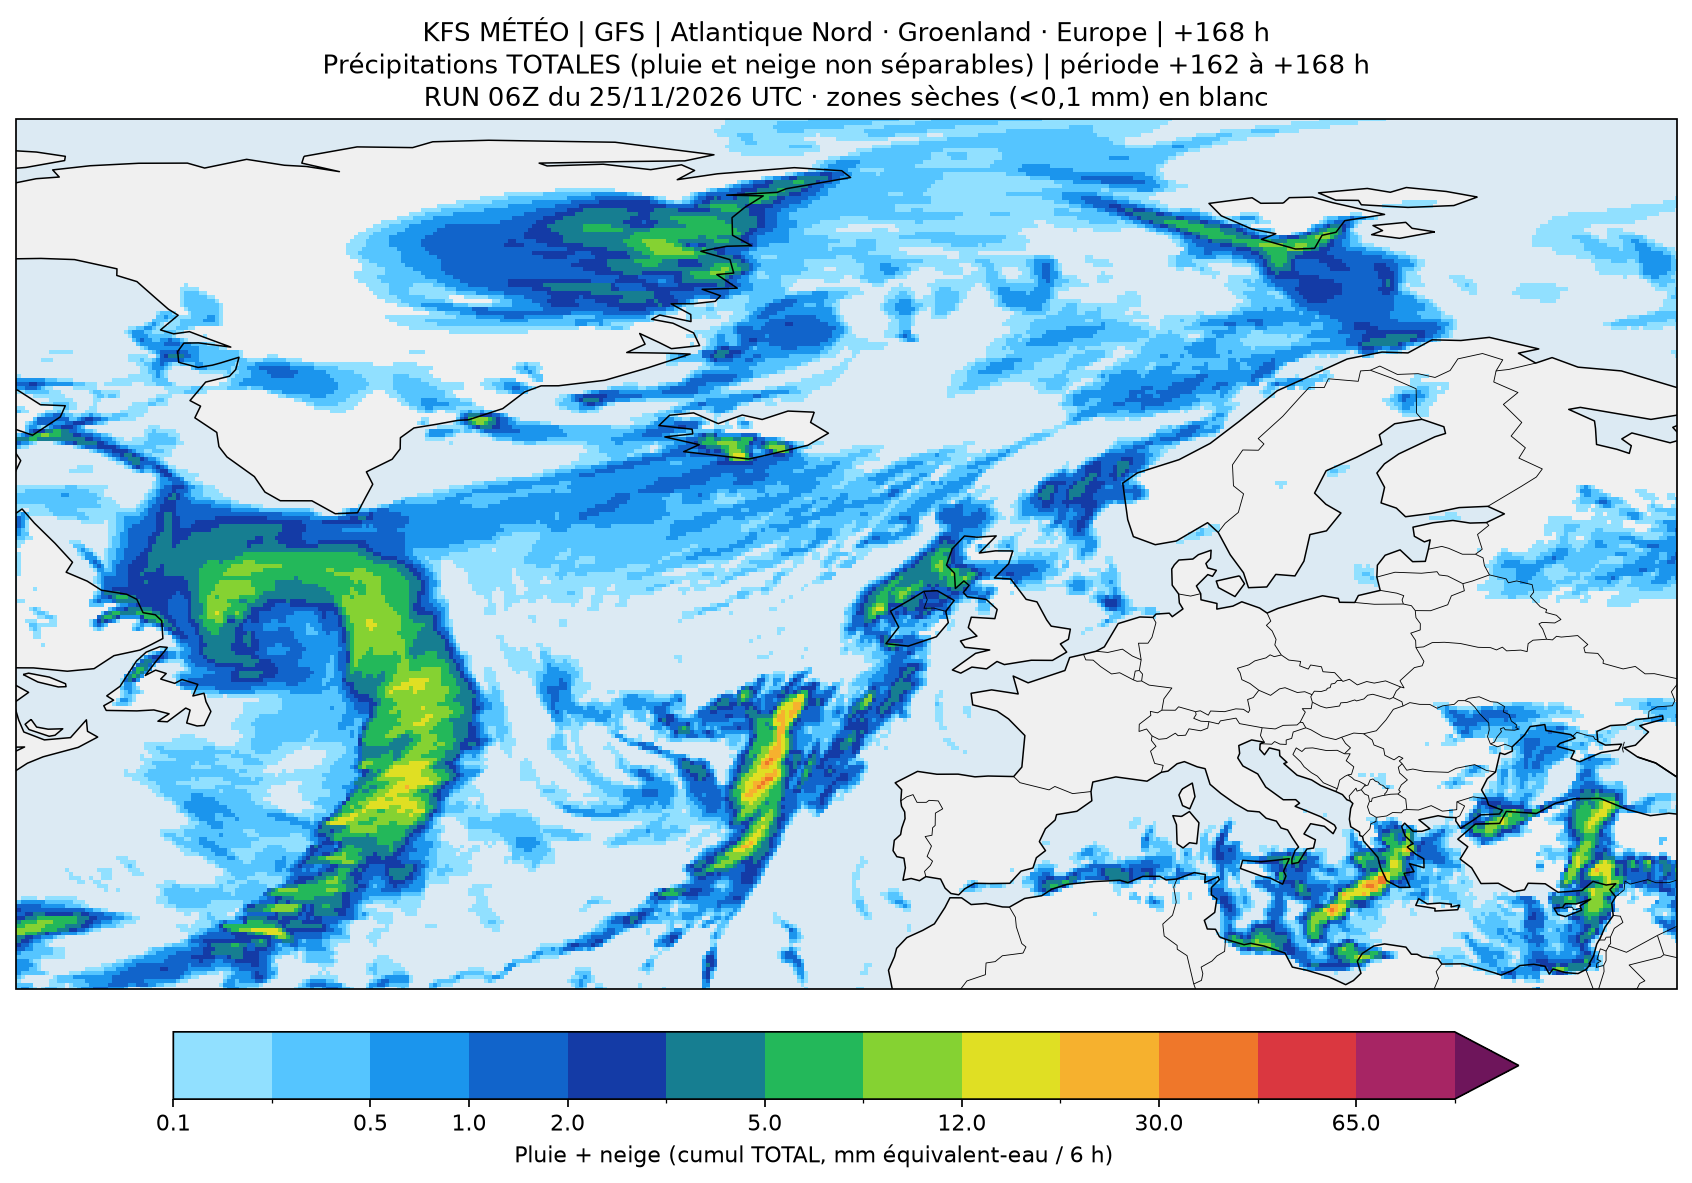 KFS MÉTÉO | GFS | Atlantique Nord · Groenland · Europe | +168 h
Précipitations TOTALES (pluie et neige non séparables) | période +162 à +168 h
RUN 06Z du 25/11/2026 UTC · zones sèches (<0,1 mm) en blanc
0.1 0.5 1.0 2.0 5.0 12.0 30.0 65.0
Pluie + neige (cumul TOTAL, mm équivalent-eau / 6 h)